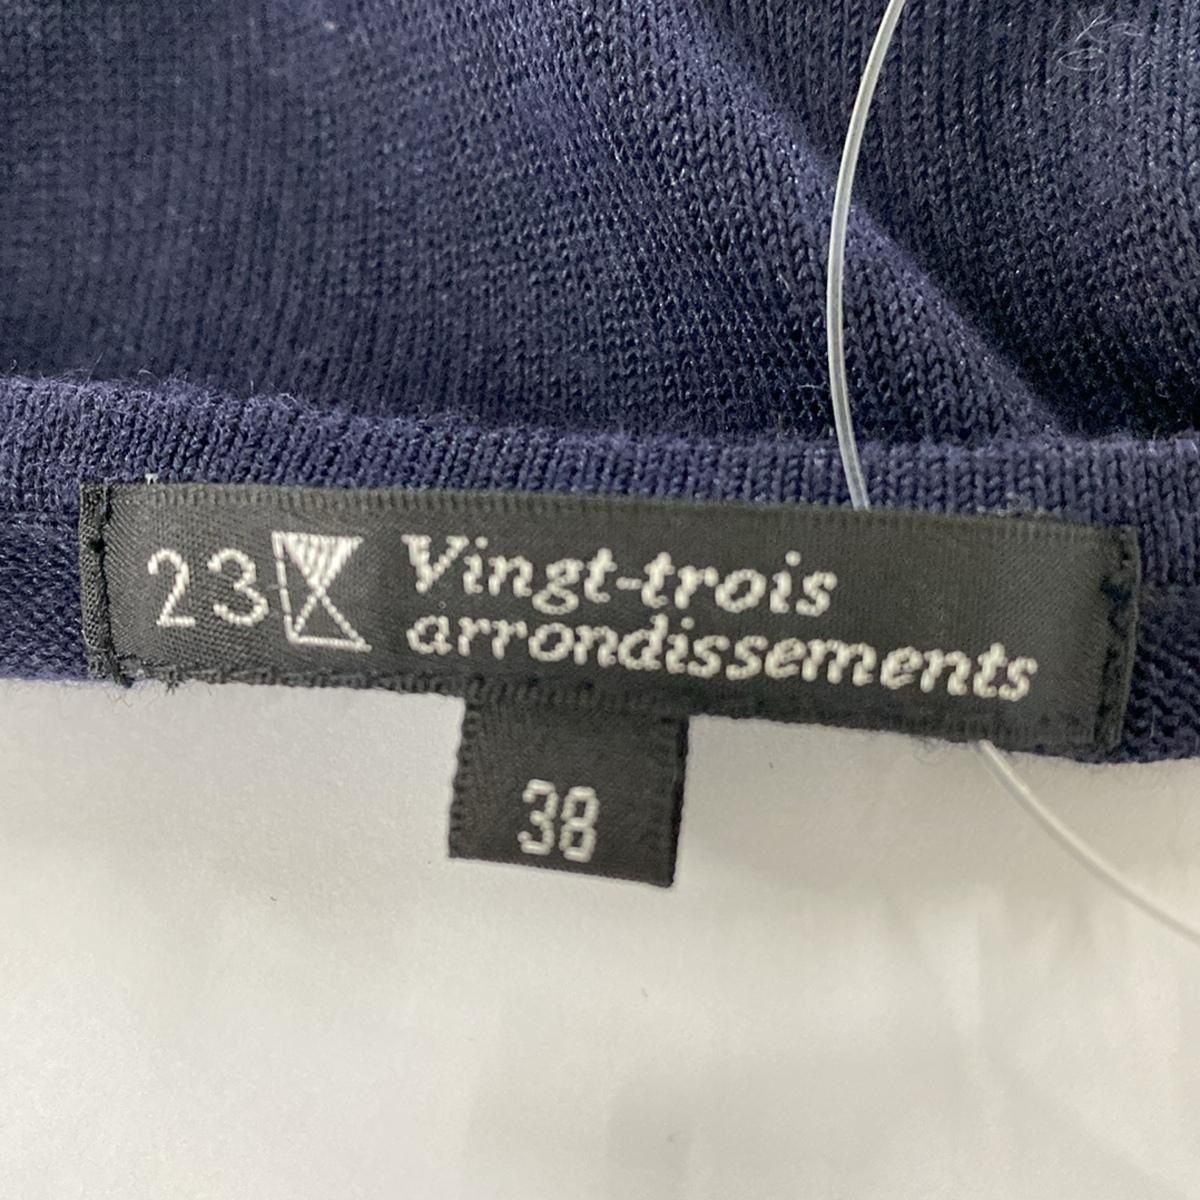 23 Vingt-trois
arrondissements
38